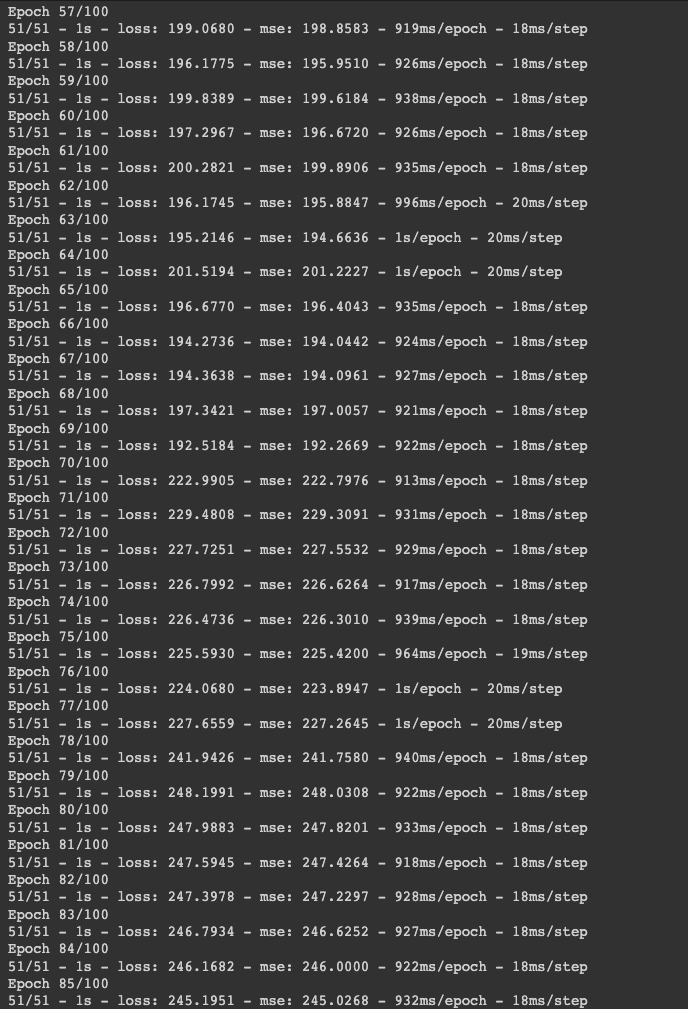 Epoch 57/100
51/51 - 1s - loss: 199.0680 - mse: 198.8583 - 919ms/epoch - 18ms/step
Epoch 58/100
51/51 - 1s - loss: 196.1775 - mse: 195.9510 - 926ms/epoch - 18ms/step
Epoch 59/100
51/51 - 1s - loss: 199.8389 - mse: 199.6184 - 938ms/epoch - 18ms/step
Epoch 60/100
51/51 - 1s - loss: 197.2967 - mse: 196.6720 - 926ms/epoch - 18ms/step
Epoch 61/100
51/51 - 1s - loss: 200.2821 - mse: 199.8906 - 935ms/epoch - 18ms/step
Epoch 62/100
51/51 - 1s - loss: 196.1745 - mse: 195.8847 - 996ms/epoch - 20ms/step
Epoch 63/100
51/51 - 1s - loss: 195.2146 - mse: 194.6636 - 1s/epoch - 20ms/step
Epoch 64/100
51/51 - 1s - loss: 201.5194 - mse: 201.2227 - 1s/epoch - 20ms/step
Epoch 65/100
51/51 - 1s - loss: 196.6770 - mse: 196.4043 - 935ms/epoch - 18ms/step
Epoch 66/100
51/51 - 1s - loss: 194.2736 - mse: 194.0442 - 924ms/epoch - 18ms/step
Epoch 67/100
51/51 - 1s - loss: 194.3638 - mse: 194.0961 - 927ms/epoch - 18ms/step
Epoch 68/100
51/51 - 1s - loss: 197.3421 - mse: 197.0057 - 921ms/epoch - 18ms/step
Epoch 69/100
51/51 - 1s - loss: 192.5184 - mse: 192.2669 - 922ms/epoch - 18ms/step
Epoch 70/100
51/51 - 1s - loss: 222.9905 - mse: 222.7976 - 913ms/epoch - 18ms/step
Epoch 71/100
51/51 - 1s - loss: 229.4808 - mse: 229.3091 - 931ms/epoch - 18ms/step
Epoch 72/100
51/51 - 1s - loss: 227.7251 - mse: 227.5532 - 929ms/epoch - 18ms/step
Epoch 73/100
51/51 - 1s - loss: 226.7992 - mse: 226.6264 - 917ms/epoch - 18ms/step
Epoch 74/100
51/51 - 1s - loss: 226.4736 - mse: 226.3010 - 939ms/epoch - 18ms/step
Epoch 75/100
51/51 - 1s - loss: 225.5930 - mse: 225.4200 - 964ms/epoch - 19ms/step
Epoch 76/100
51/51 - 1s - loss: 224.0680 - mse: 223.8947 - 1s/epoch - 20ms/step
Epoch 77/100
51/51 - 1s - loss: 227.6559 - mse: 227.2645 - 1s/epoch - 20ms/step
Epoch 78/100
51/51 - 1s - loss: 241.9426 - mse: 241.7580 - 940ms/epoch - 18ms/step
Epoch 79/100
51/51 - 1s - loss: 248.1991 - mse: 248.0308 - 922ms/epoch - 18ms/step
Epoch 80/100
51/51 - 1s - loss: 247.9883 - mse: 247.8201 - 933ms/epoch - 18ms/step
Epoch 81/100
51/51 - 1s - loss: 247.5945 - mse: 247.4264 - 918ms/epoch - 18ms/step
Epoch 82/100
51/51 - 1s - loss: 247.3978 - mse: 247.2297 - 928ms/epoch - 18ms/step
Epoch 83/100
51/51 - 1s - loss: 246.7934 - mse: 246.6252 - 927ms/epoch - 18ms/step
Epoch 84/100
51/51 - 1s - loss: 246.1682 - mse: 246.0000 - 922ms/epoch - 18ms/step
Epoch 85/100
51/51 - 1s - loss: 245.1951 - mse: 245.0268 - 932ms/epoch - 18ms/step